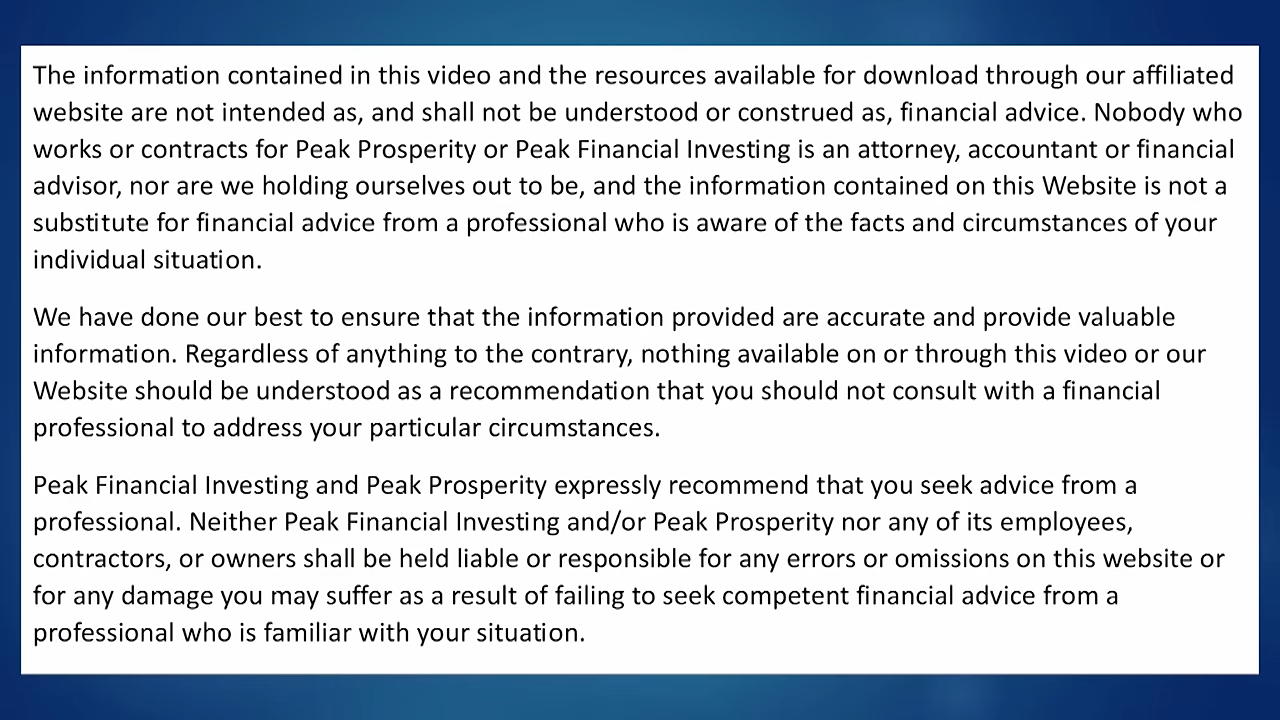 The information contained in this video and the resources available for download through our affiliated
website are not intended as, and shall not be understood or construed as, financial advice. Nobody who
works or contracts for Peak Prosperity or Peak Financial Investing is an attorney, accountant or financial
advisor, nor are we holding ourselves out to be, and the information contained on this Website is not a
substitute for financial advice from a professional who is aware of the facts and circumstances of your
individual situation.
We have done our best to ensure that the information provided are accurate and provide valuable
information. Regardless of anything to the contrary, nothing available on or through this video or our
Website should be understood as a recommendation that you should not consult with a financial
professional to address your particular circumstances.
Peak Financial Investing and Peak Prosperity expressly recommend that you seek advice from a
professional. Neither Peak Financial Investing and/or Peak Prosperity nor any of its employees,
contractors, or owners shall be held liable or responsible for any errors or omissions on this website or
for any damage you may suffer as a result of failing to seek competent financial advice from a
professional who is familiar with your situation.